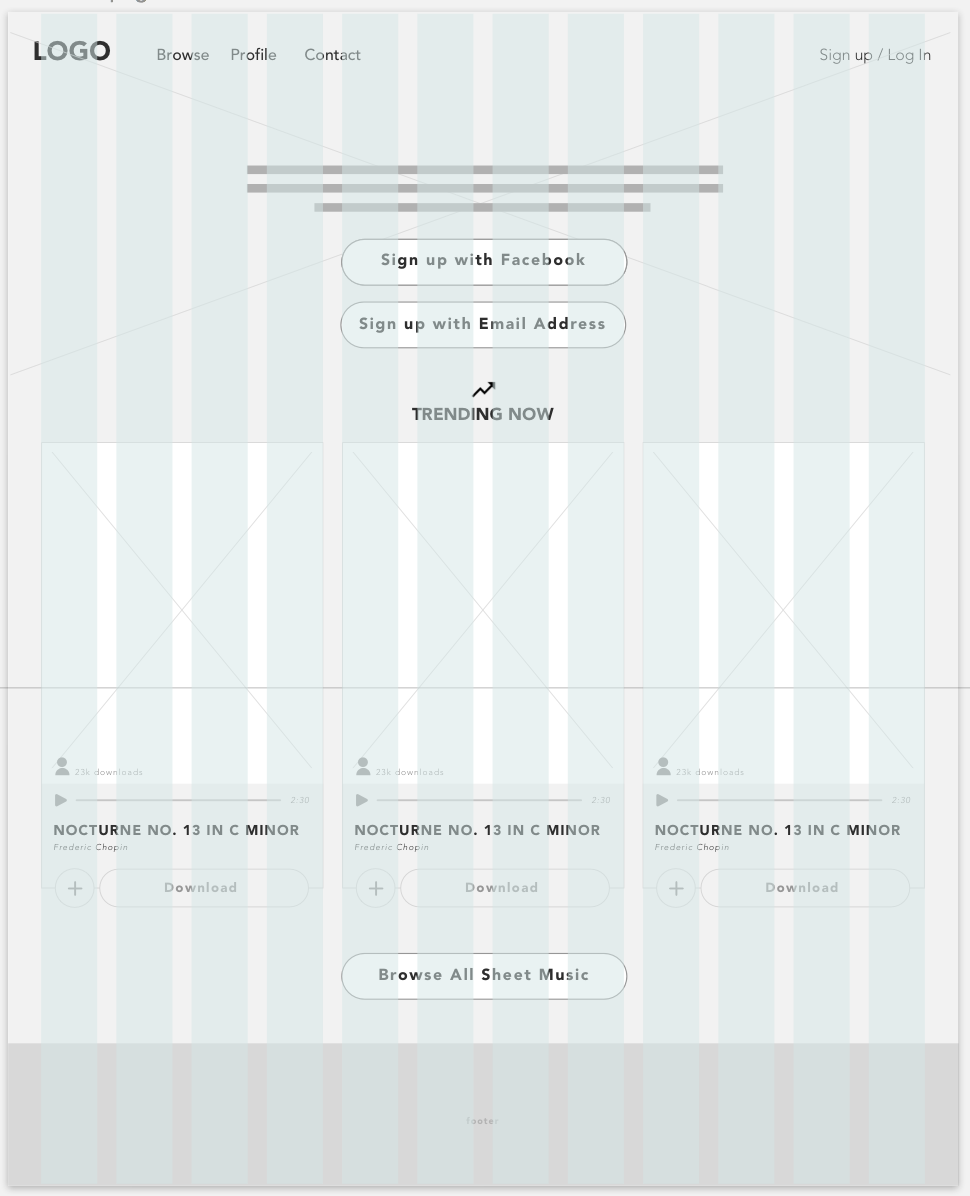 LOGO Browse Profile Contact Sign up / Log In
Sign up with Facebook
Sign up with Email Address
TRENDING NOW
23k downloads 23k downloads 23k downloads
2:30 2:30 2:30
NOCTURNE NO. 13 IN C MINOR NOCTURNE NO. 13 IN C MINOR NOCTURNE NO. 13 IN C MINOR
Frederic Chopin Frederic Chopin Frederic Chopin
+ Download + Download + Download
Browse All Sheet Music
footer